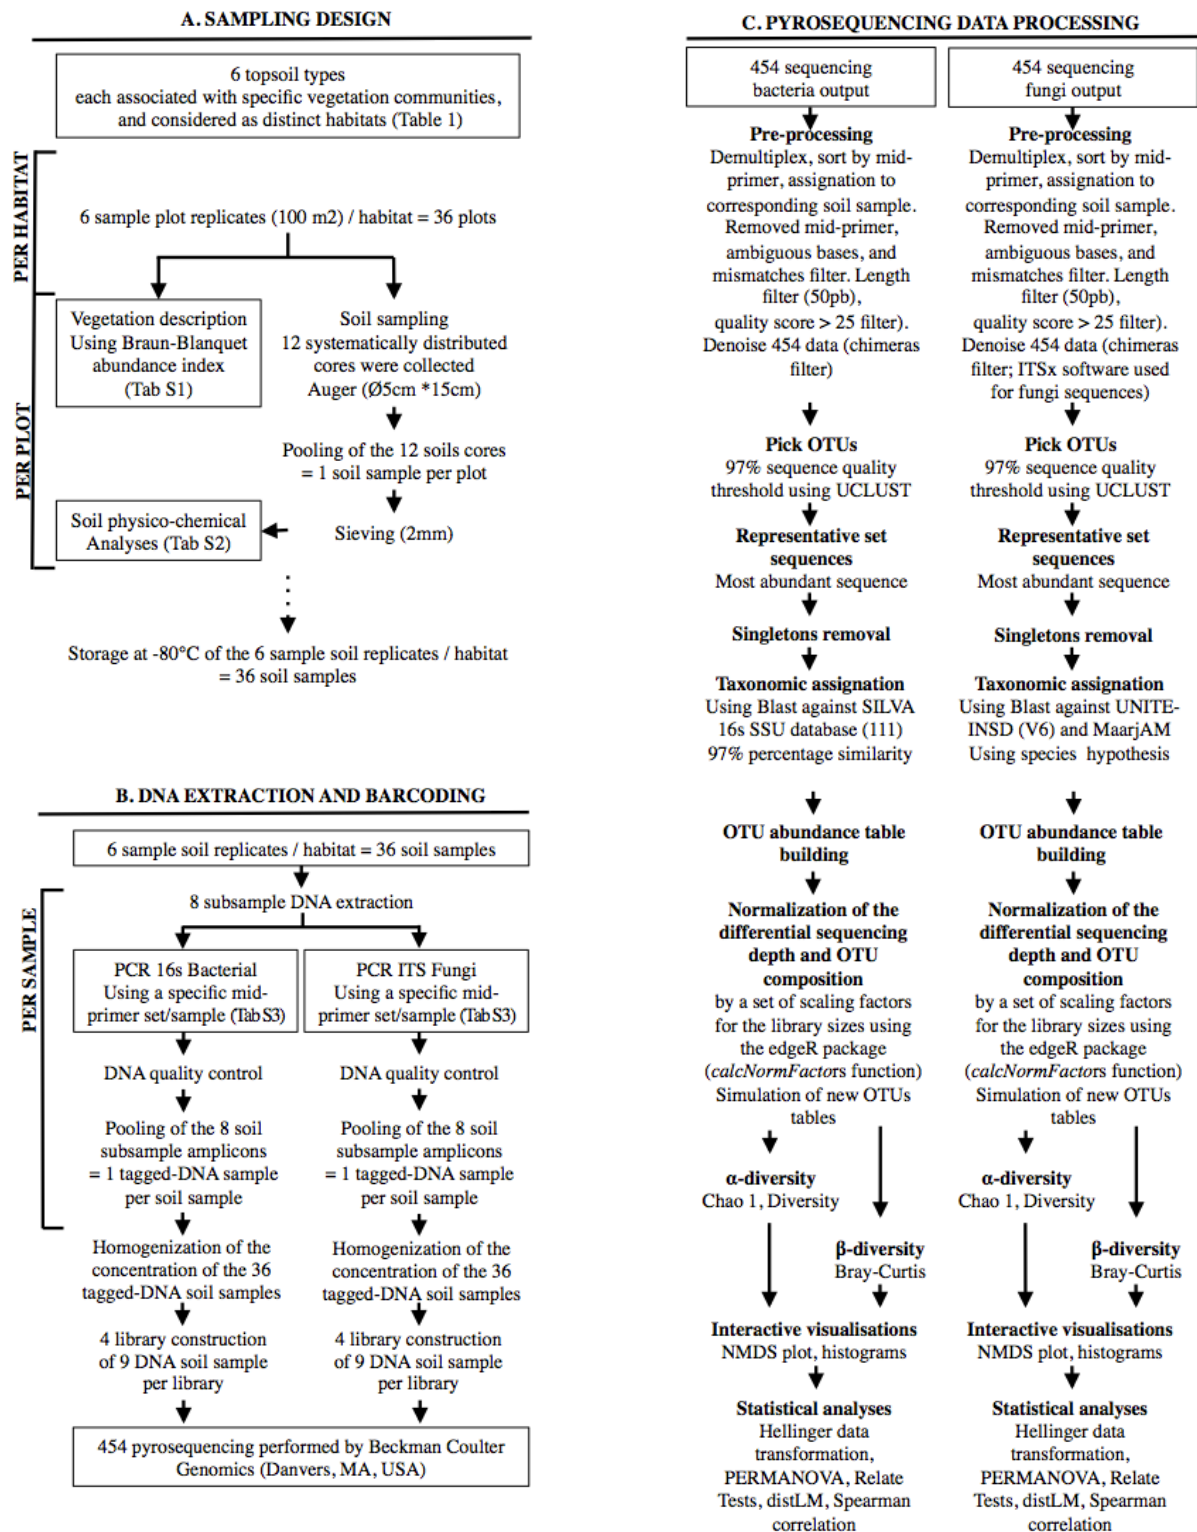 A. SAMPLING DESIGN
6 topsoil types
each associated with specific vegetation communities,
and considered as distinct habitats (Table 1)
PER HABITAT
6 sample plot replicates (100 m2) / habitat = 36 plots
PER PLOT
Vegetation description
Using Braun-Blanquet
abundance index
(Tab S1)
Soil sampling
12 systematically distributed
cores were collected
Auger (Ø5cm *15cm)
Pooling of the 12 soils cores
= 1 soil sample per plot
Soil physico-chemical
Analyses (Tab S2)
Sieving (2mm)
Storage at -80°C of the 6 sample soil replicates / habitat
= 36 soil samples
B. DNA EXTRACTION AND BARCODING
6 sample soil replicates / habitat = 36 soil samples
PER SAMPLE
8 subsample DNA extraction
PCR 16s Bacterial
Using a specific mid-
primer set/sample (TabS3)
PCR ITS Fungi
Using a specific mid-
primer set/sample (TabS3)
DNA quality control
DNA quality control
Pooling of the 8 soil
subsample amplicons
= 1 tagged-DNA sample
per soil sample
Pooling of the 8 soil
subsample amplicons
= 1 tagged-DNA sample
per soil sample
Homogenization of the
concentration of the 36
tagged-DNA soil samples
Homogenization of the
concentration of the 36
tagged-DNA soil samples
4 library construction
of 9 DNA soil sample
per library
4 library construction
of 9 DNA soil sample
per library
454 pyrosequencing performed by Beckman Coulter
Genomics (Danvers, MA, USA)
C. PYROSEQUENCING DATA PROCESSING
454 sequencing
bacteria output
Pre-processing
Demultiplex, sort by mid-
primer, assignation to
corresponding soil sample.
Removed mid-primer,
ambiguous bases, and
mismatches filter. Length
filter (50pb),
quality score > 25 filter).
Denoise 454 data (chimeras
filter)
Pick OTUs
97% sequence quality
threshold using UCLUST
Representative set
sequences
Most abundant sequence
Singletons removal
Taxonomic assignation
Using Blast against SILVA
16s SSU database (111)
97% percentage similarity
OTU abundance table
building
Normalization of the
differential sequencing
depth and OTU
composition
by a set of scaling factors
for the library sizes using
the edgeR package
(calcNormFactors function)
Simulation of new OTUs
tables
α-diversity
Chao 1, Diversity
β-diversity
Bray-Curtis
Interactive visualisations
NMDS plot, histograms
Statistical analyses
Hellinger data
transformation,
PERMANOVA, Relate
Tests, distLM, Spearman
correlation
454 sequencing
fungi output
Pre-processing
Demultiplex, sort by mid-
primer, assignation to
corresponding soil sample.
Removed mid-primer,
ambiguous bases, and
mismatches filter. Length
filter (50pb),
quality score > 25 filter).
Denoise 454 data (chimeras
filter; ITSx software used
for fungi sequences)
Pick OTUs
97% sequence quality
threshold using UCLUST
Representative set
sequences
Most abundant sequence
Singletons removal
Taxonomic assignation
Using Blast against UNITE-
INSD (V6) and MaarjAM
Using species hypothesis
OTU abundance table
building
Normalization of the
differential sequencing
depth and OTU
composition
by a set of scaling factors
for the library sizes using
the edgeR package
(calcNormFactors function)
Simulation of new OTUs
tables
α-diversity
Chao 1, Diversity
β-diversity
Bray-Curtis
Interactive visualisations
NMDS plot, histograms
Statistical analyses
Hellinger data
transformation,
PERMANOVA, Relate
Tests, distLM, Spearman
correlation